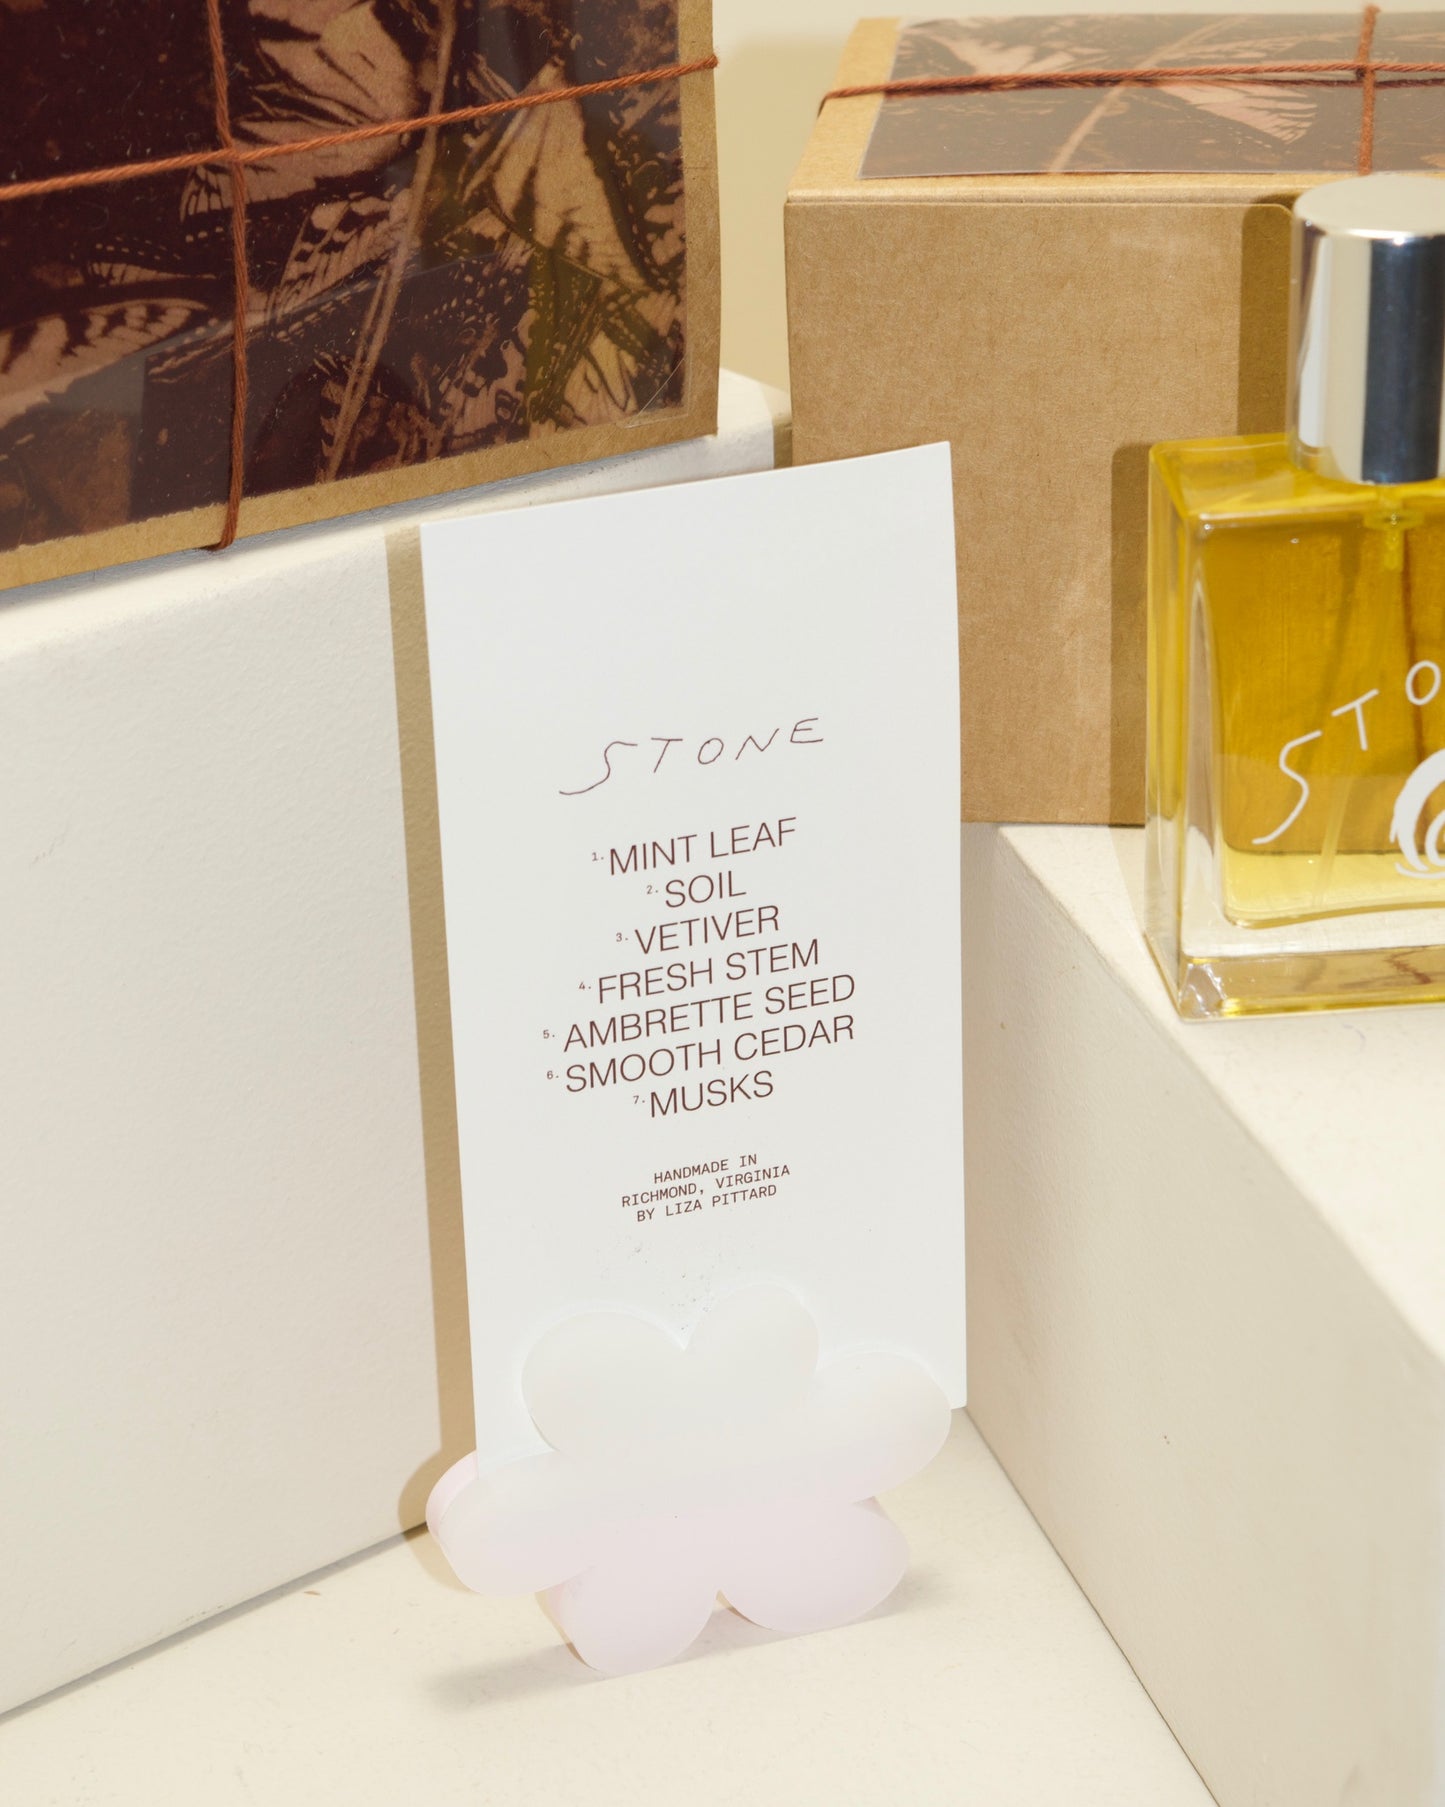 STONE
1. MINT LEAF
2. SOIL
3. VETIVER
4. FRESH STEM
5. AMBRETTE SEED
6. SMOOTH CEDAR
7. MUSKS
HANDMADE IN
RICHMOND, VIRGINIA
BY LIZA PITTARD
STO